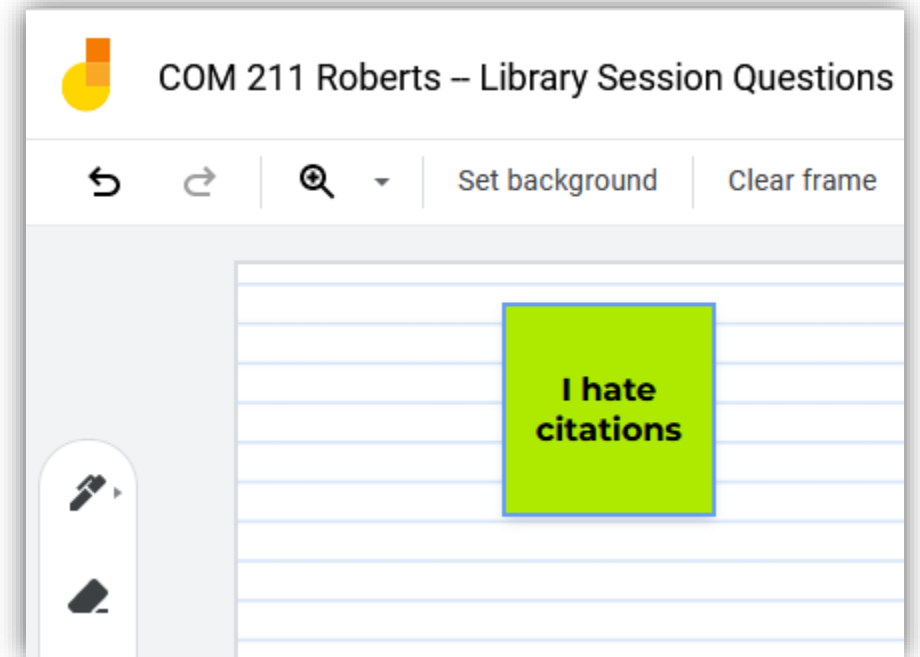 COM 211 Roberts – Library Session Questions
Set background
Clear frame
I hate
citations